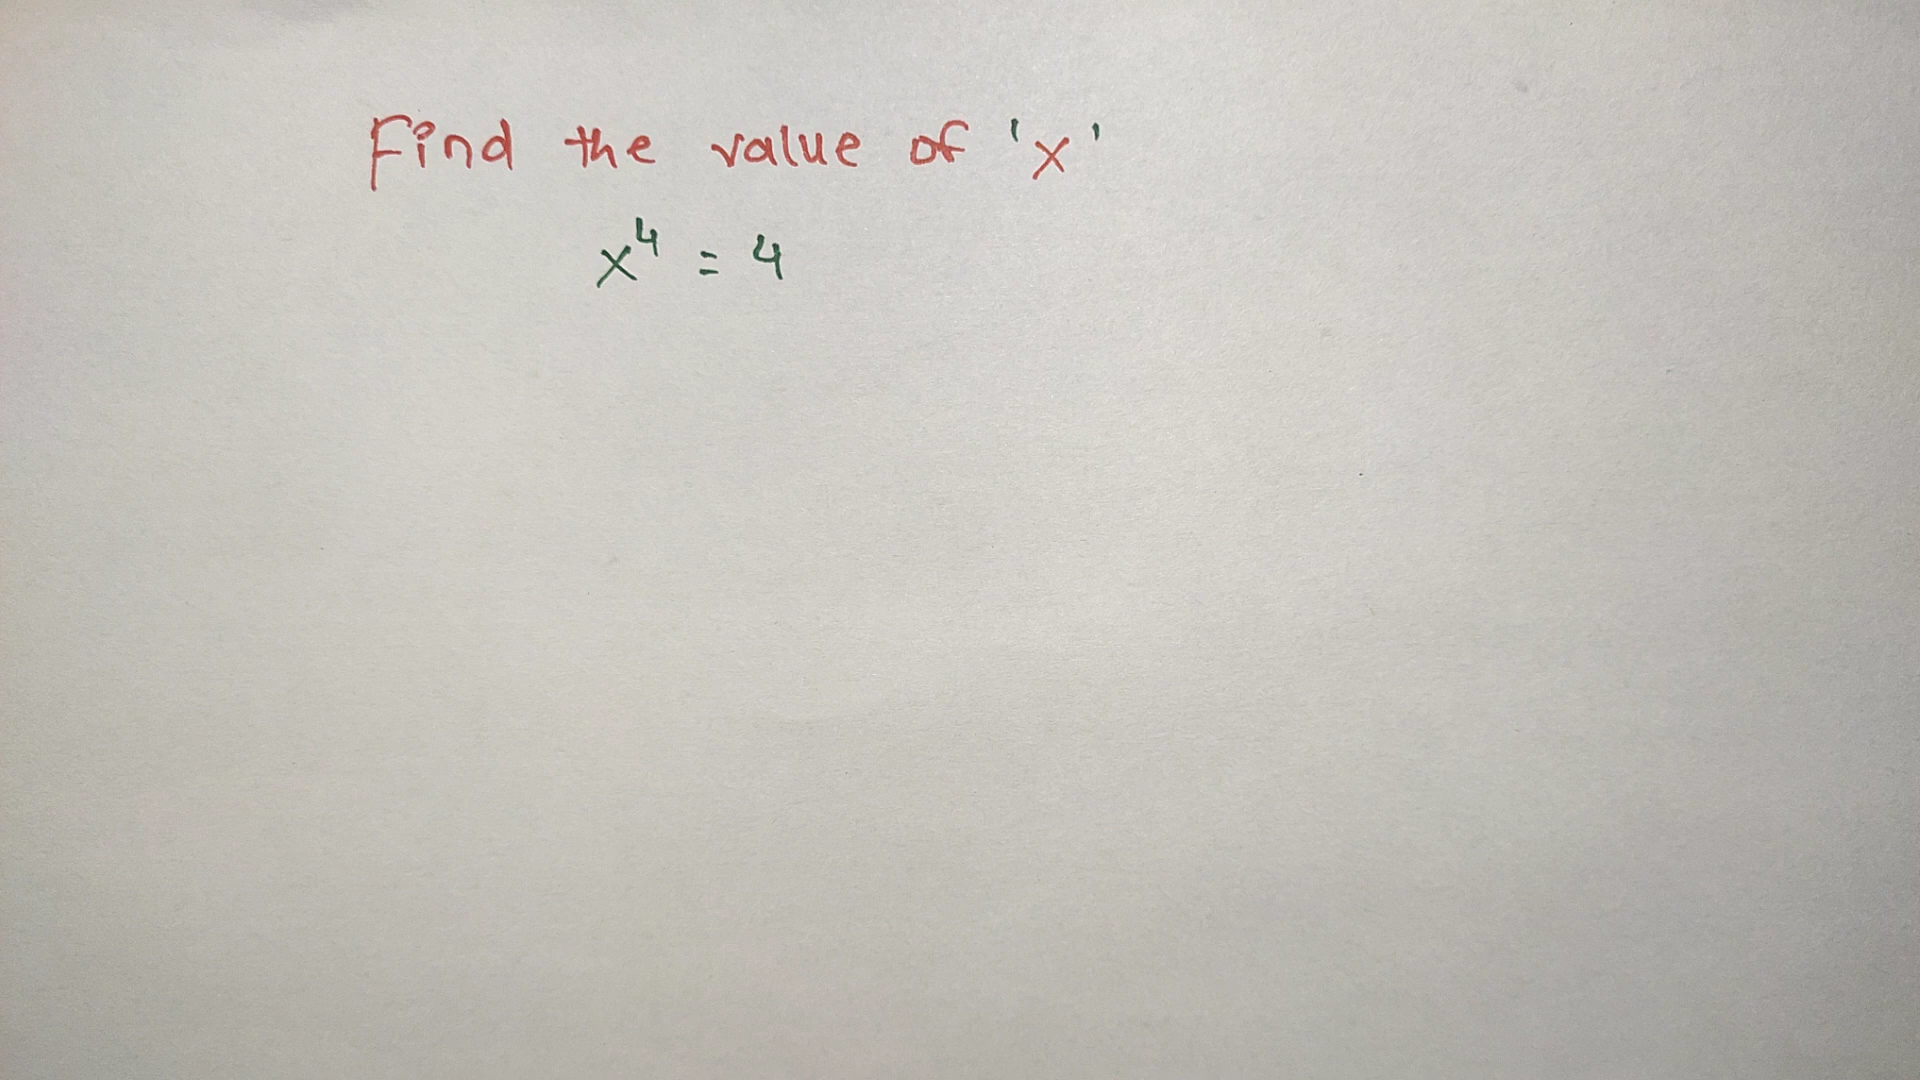 Find the value of 'x'
x⁴ = 4